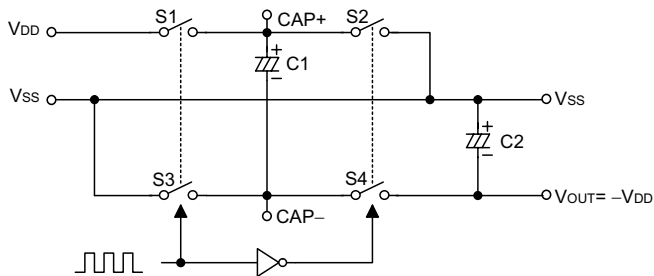 S1
CAP+
S2
VDD
+
C1
−
VSS
VSS
+
C2
−
S3
S4
CAP−
VOUT= −VDD